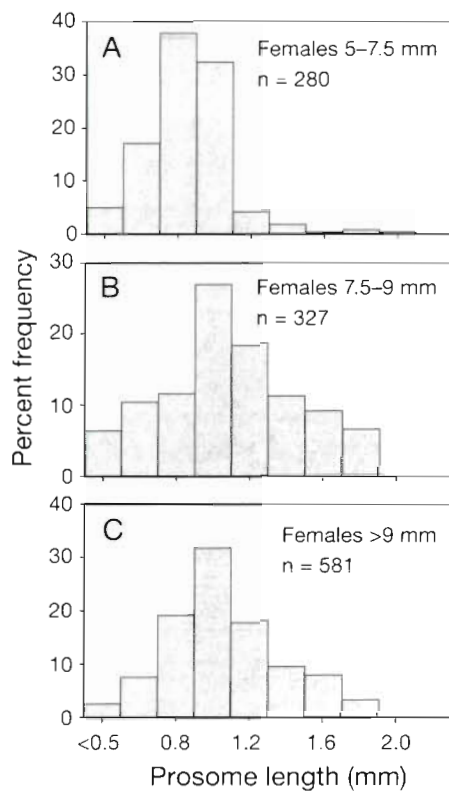 40
A
Females 5–7.5 mm
30
n = 280
20
10
0
30
B
Females 7.5–9 mm
n = 327
20
10
0
Percent frequency
40
C
Females >9 mm
30
n = 581
20
10
0
<0.5 0.8 1.2 1.6 2.0
Prosome length (mm)